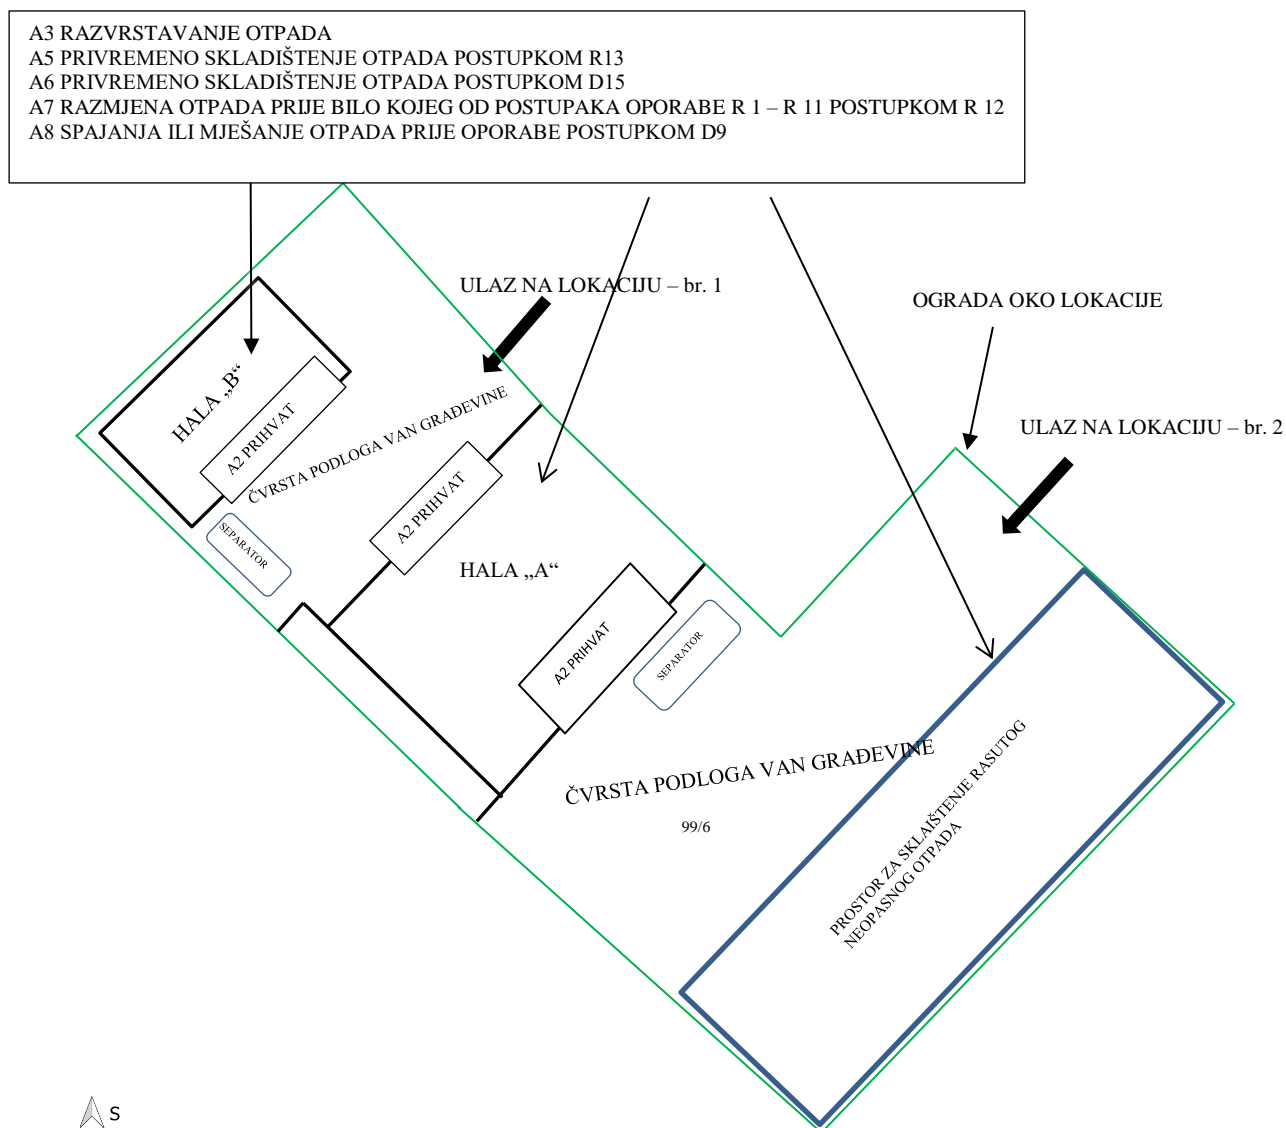 A3 RAZVRSTAVANJE OTPADA
A5 PRIVREMENO SKLADIŠTENJE OTPADA POSTUPKOM R13
A6 PRIVREMENO SKLADIŠTENJE OTPADA POSTUPKOM D15
A7 RAZMJENA OTPADA PRIJE BILO KOJEG OD POSTUPAKA OPORABE R 1 – R 11 POSTUPKOM R 12
A8 SPAJANJA ILI MJEŠANJE OTPADA PRIJE OPORABE POSTUPKOM D9
ULAZ NA LOKACIJU – br. 1
OGRADA OKO LOKACIJE
ULAZ NA LOKACIJU – br. 2
HALA „B“
A2 PRIHVAT
ČVRSTA PODLOGA VAN GRAĐEVINE
SEPARATOR
A2 PRIHVAT
HALA „A“
A2 PRIHVAT
SEPARATOR
ČVRSTA PODLOGA VAN GRAĐEVINE
99/6
PROSTOR ZA SKLAIŠTENJE RASUTOG
NEOPASNOG OTPADA
S